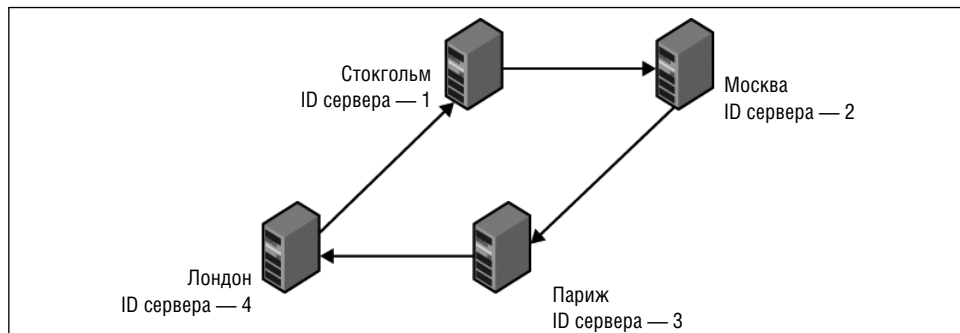 Стокгольм
ID сервера — 1
Москва
ID сервера — 2
Лондон
ID сервера — 4
Париж
ID сервера — 3